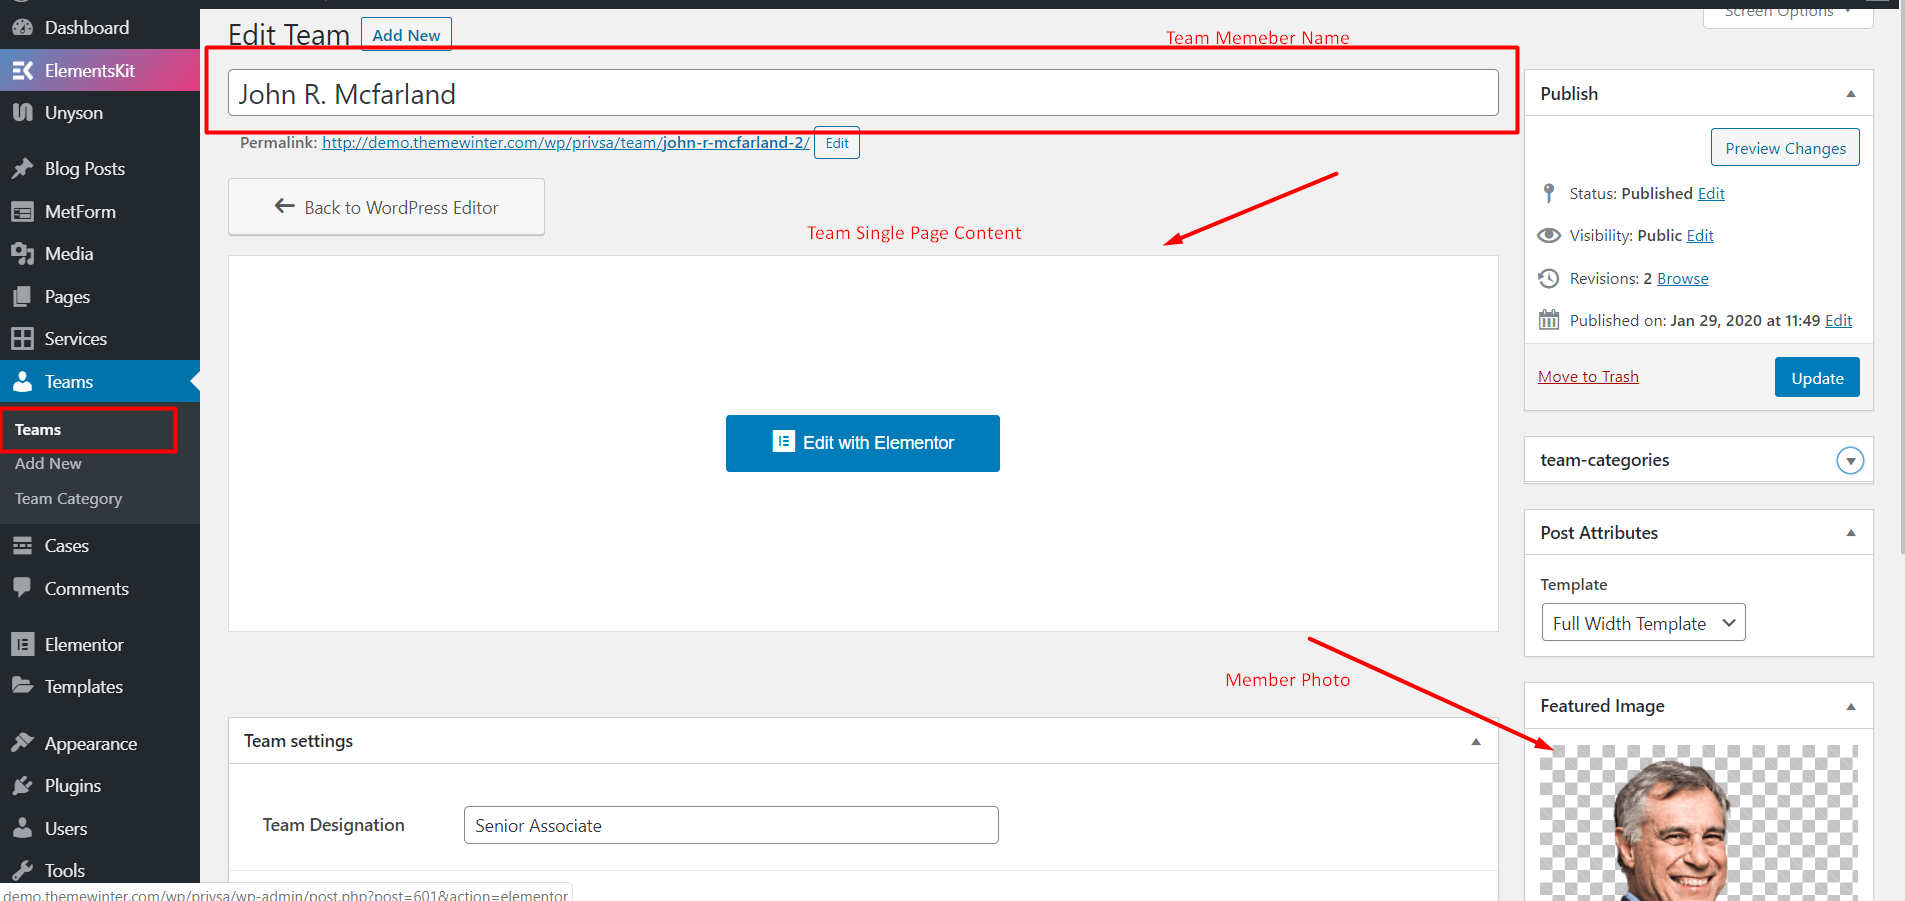 Dashboard
ElementsKit
Unyson
Blog Posts
MetForm
Media
Pages
Services
Teams
Teams
Add New
Team Category
Cases
Comments
Elementor
Templates
Appearance
Plugins
Users
Tools
demo.themewinter.com/wp/privsa/wp-admin/post.php?post=601&action=elementor
Edit Team Add New
Team Memeber Name
John R. Mcfarland
Permalink: http://demo.themewinter.com/wp/privsa/team/john-r-mcfarland-2/ Edit
Back to WordPress Editor
Team Single Page Content
Edit with Elementor
Member Photo
Team settings
Team Designation Senior Associate
Screen Options
Publish
Preview Changes
Status: Published Edit
Visibility: Public Edit
Revisions: 2 Browse
Published on: Jan 29, 2020 at 11:49 Edit
Move to Trash Update
team-categories
Post Attributes
Template
Full Width Template
Featured Image